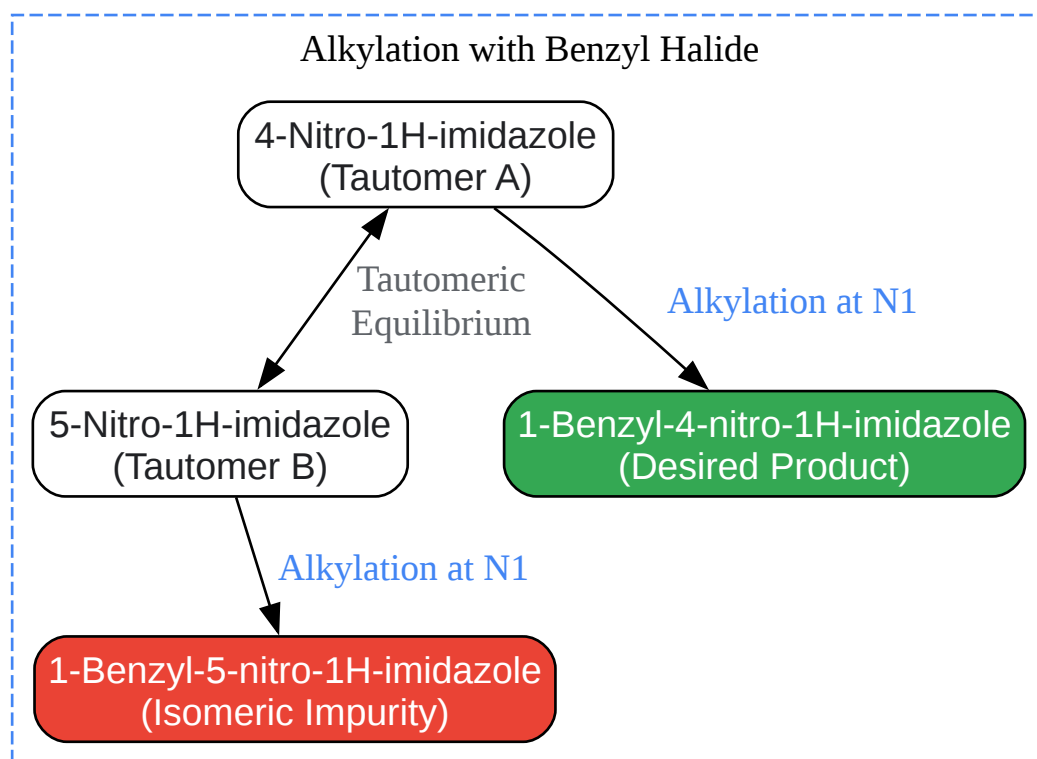 Alkylation with Benzyl Halide
4-Nitro-1H-imidazole
(Tautomer A)
Tautomeric
Equilibrium
Alkylation at N1
5-Nitro-1H-imidazole
(Tautomer B)
1-Benzyl-4-nitro-1H-imidazole
(Desired Product)
Alkylation at N1
1-Benzyl-5-nitro-1H-imidazole
(Isomeric Impurity)